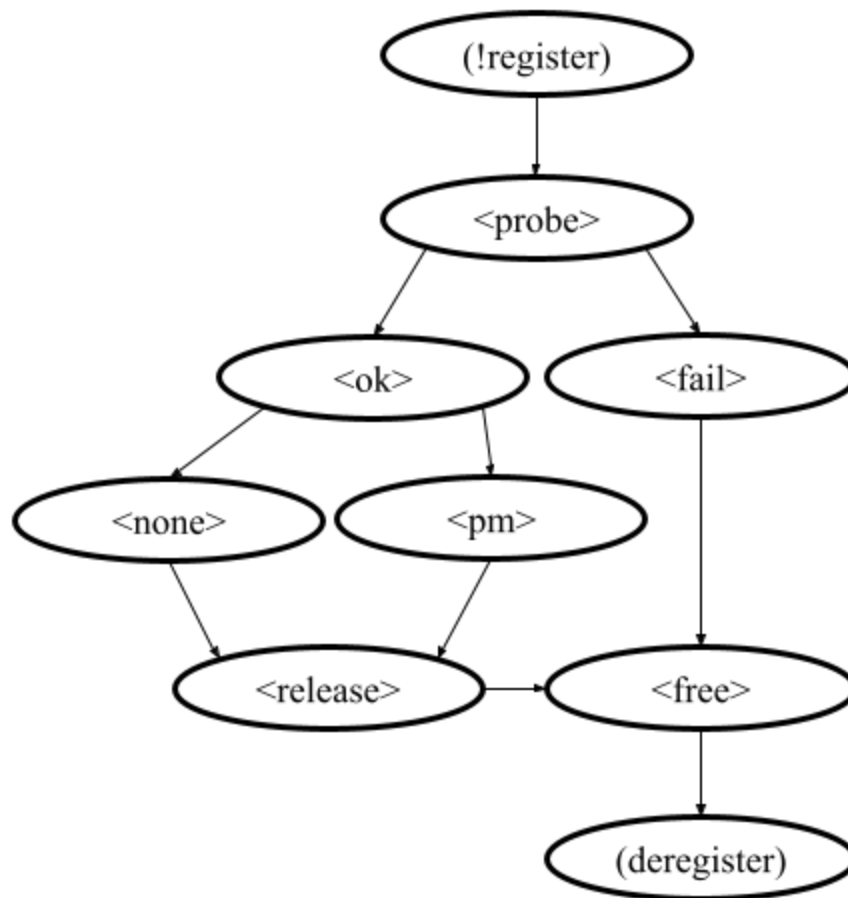 (!register)
<probe>
<ok>
<fail>
<none>
<pm>
<release>
<free>
(deregister)